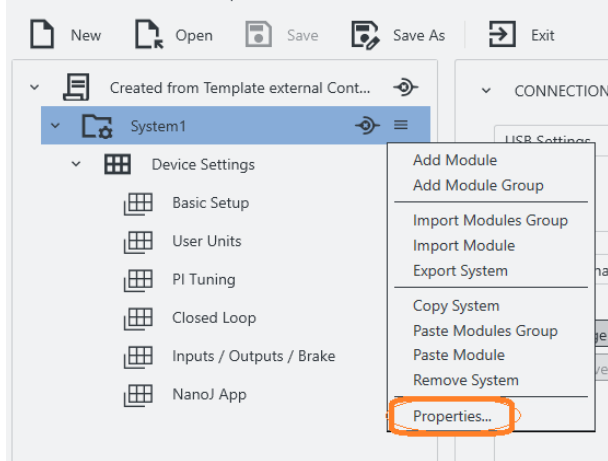 New Open Save Save As Exit
Created from Template external Cont...
CONNECTION
System1
USB Settings
Device Settings
Basic Setup
User Units
PI Tuning
Closed Loop
Inputs / Outputs / Brake
NanoJ App
Add Module
Add Module Group
Import Modules Group
Import Module
Export System
Copy System
Paste Modules Group
Paste Module
Remove System
Properties...